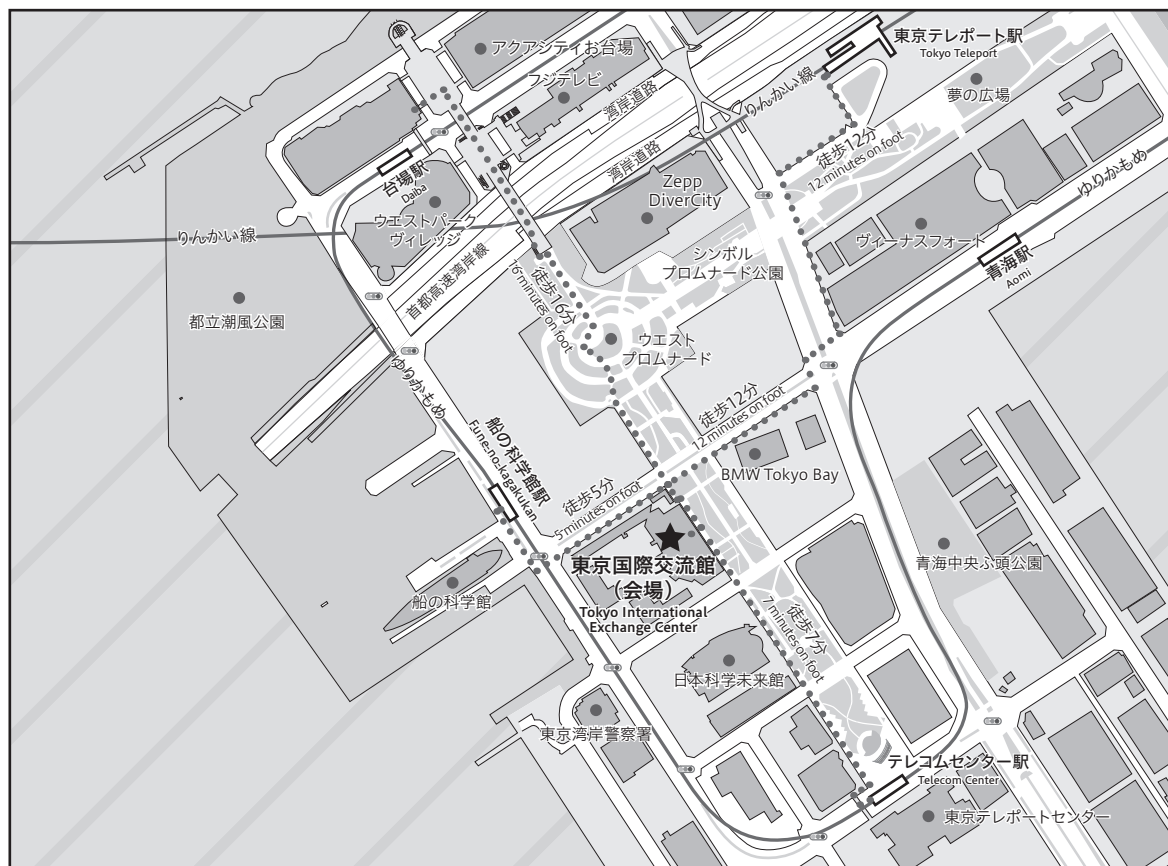 東京テレポート駅
Tokyo Teleport
アクアシティお台場
フジテレビ
夢の広場
湾岸道路
りんかい線
湾岸道路
徒歩12分
12 minutes on foot
台場駅
Daiba
Zepp
DiverCity
ゆりかもめ
ウエストパーク
ヴィレッジ
りんかい線
ヴィーナスフォート
シンボル
プロムナード公園
青海駅
Aomi
首都高速湾岸線
徒歩16分
16 minutes on foot
都立潮風公園
ウエスト
プロムナード
ゆりかもめ
徒歩12分
12 minutes on foot
船の科学館駅
Fune-no-kagakukan
BMW Tokyo Bay
徒歩5分
5 minutes on foot
東京国際交流館
（会場）
Tokyo International
Exchange Center
青海中央ふ頭公園
船の科学館
徒歩7分
7 minutes on foot
日本科学未来館
東京湾岸警察署
テレコムセンター駅
Telecom Center
東京テレポートセンター